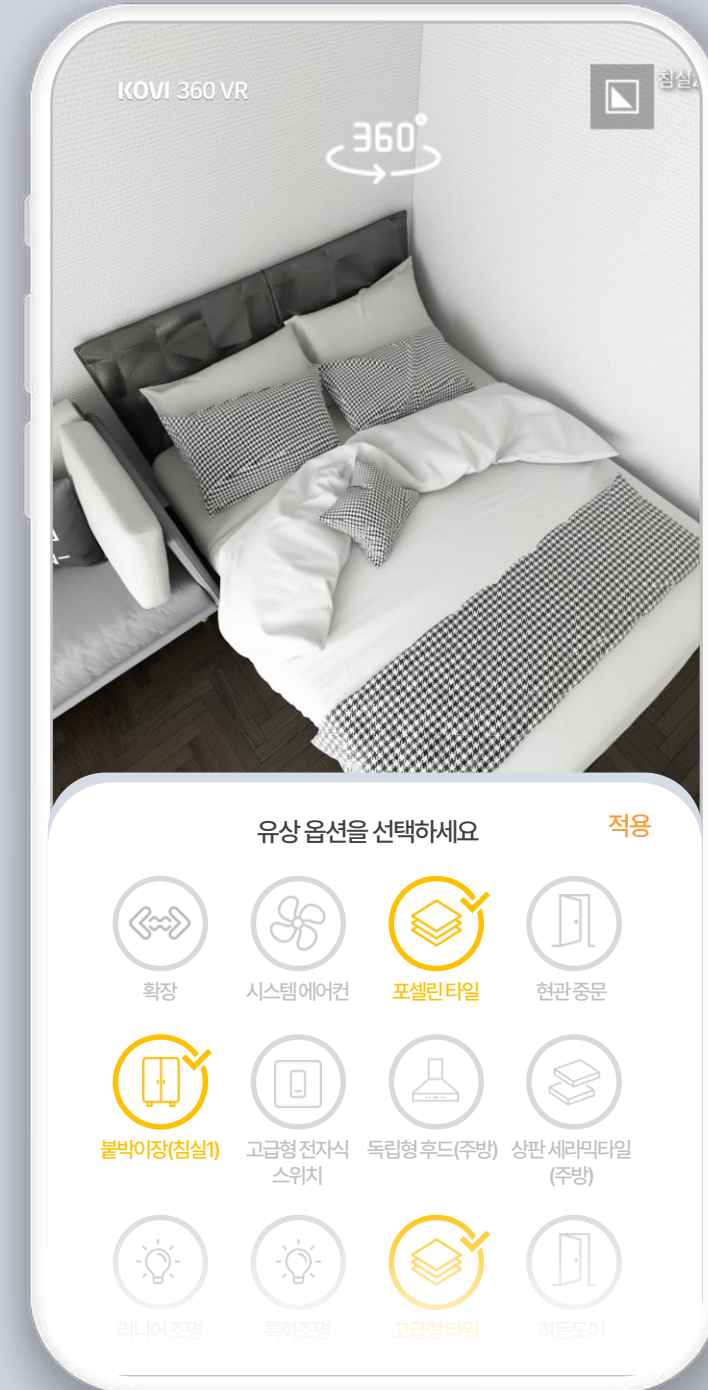 KOVI 360 VR
침실
360°
유상 옵션을 선택하세요
적용
확장
시스템 에어컨
포셀린 타일
현관 중문
붙박이장(침실1)
고급형 전자식
스위치
독립형 후드(주방)
상판 세라믹타일
(주방)
리니어 조명
특화조명
고급형 타일
히든도어